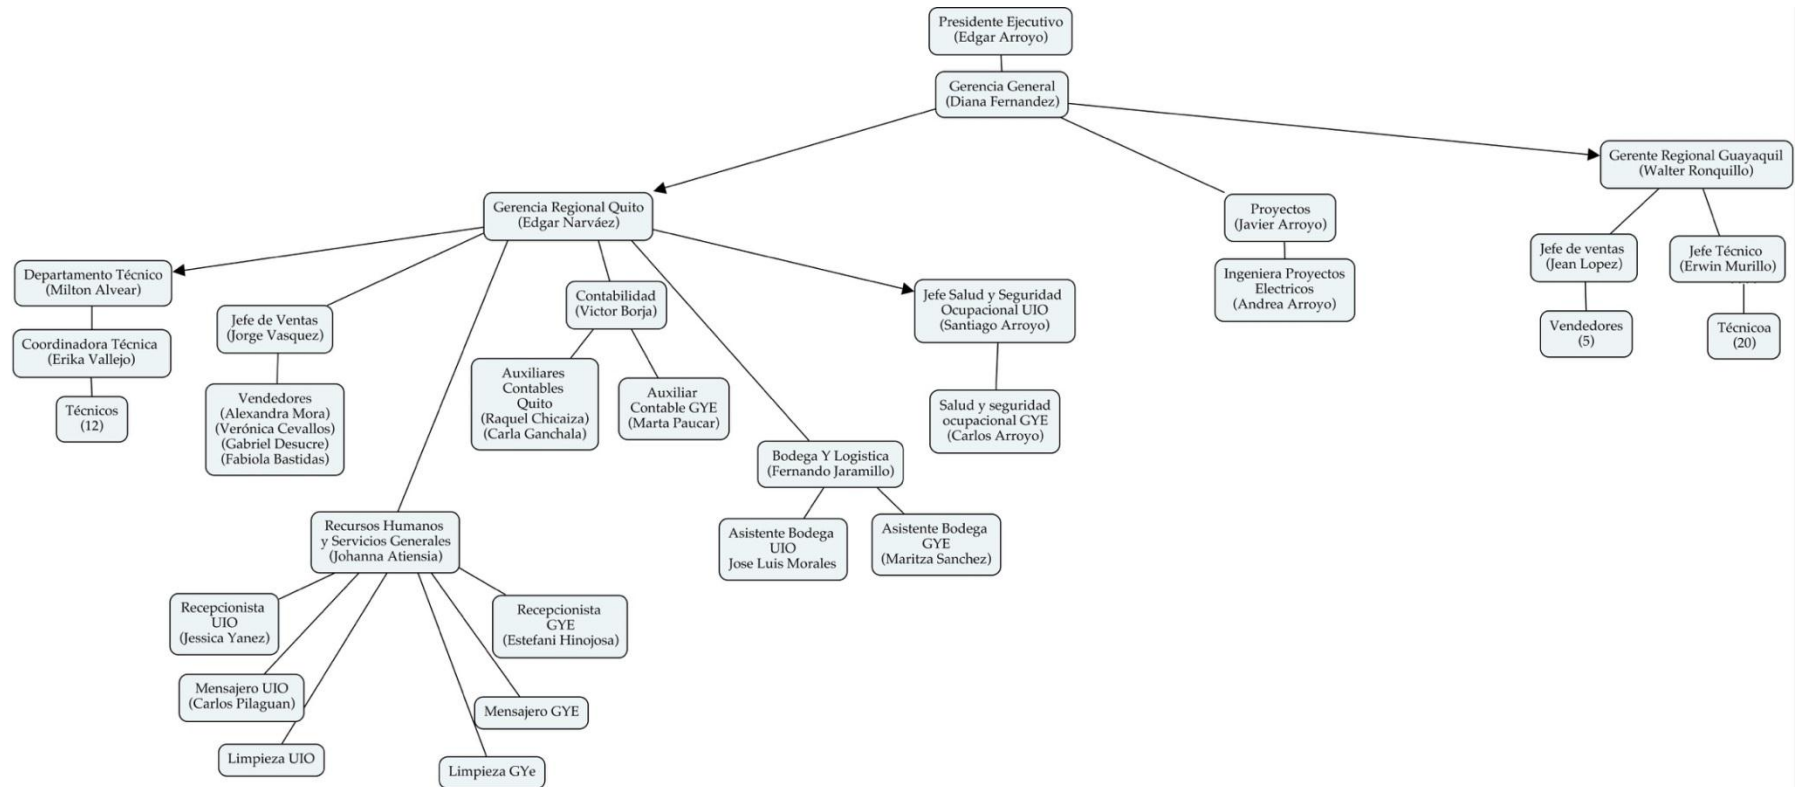 Presidente Ejecutivo
(Edgar Arroyo)
Gerencia General
(Diana Fernandez)
Gerente Regional Guayaquil
(Walter Ronquillo)
Gerencia Regional Quito
(Edgar Narváez)
Proyectos
(Javier Arroyo)
Jefe de ventas
(Jean Lopez)
Jefe Técnico
(Erwin Murillo)
Departamento Técnico
(Milton Alvear)
Jefe de Ventas
(Jorge Vasquez)
Contabilidad
(Victor Borja)
Jefe Salud y Seguridad
Ocupacional UIO
(Santiago Arroyo)
Ingeniera Proyectos
Electricos
(Andrea Arroyo)
Vendedores
(5)
Técnicoa
(20)
Coordinadora Técnica
(Erika Vallejo)
Técnicos
(12)
Vendedores
(Alexandra Mora)
(Verónica Cevallos)
(Gabriel Desucre)
(Fabiola Bastidas)
Auxiliares
Contables
Quito
(Raquel Chicaiza)
(Carla Ganchala)
Auxiliar
Contable GYE
(Marta Paucar)
Salud y seguridad
ocupacional GYE
(Carlos Arroyo)
Bodega Y Logistica
(Fernando Jaramillo)
Recursos Humanos
y Servicios Generales
(Johanna Atiensia)
Asistente Bodega
UIO
Jose Luis Morales
Asistente Bodega
GYE
(Maritza Sanchez)
Recepcionista
UIO
(Jessica Yanez)
Recepcionista
GYE
(Estefani Hinojosa)
Mensajero UIO
(Carlos Pilaguan)
Mensajero GYE
Limpieza UIO
Limpieza GYe